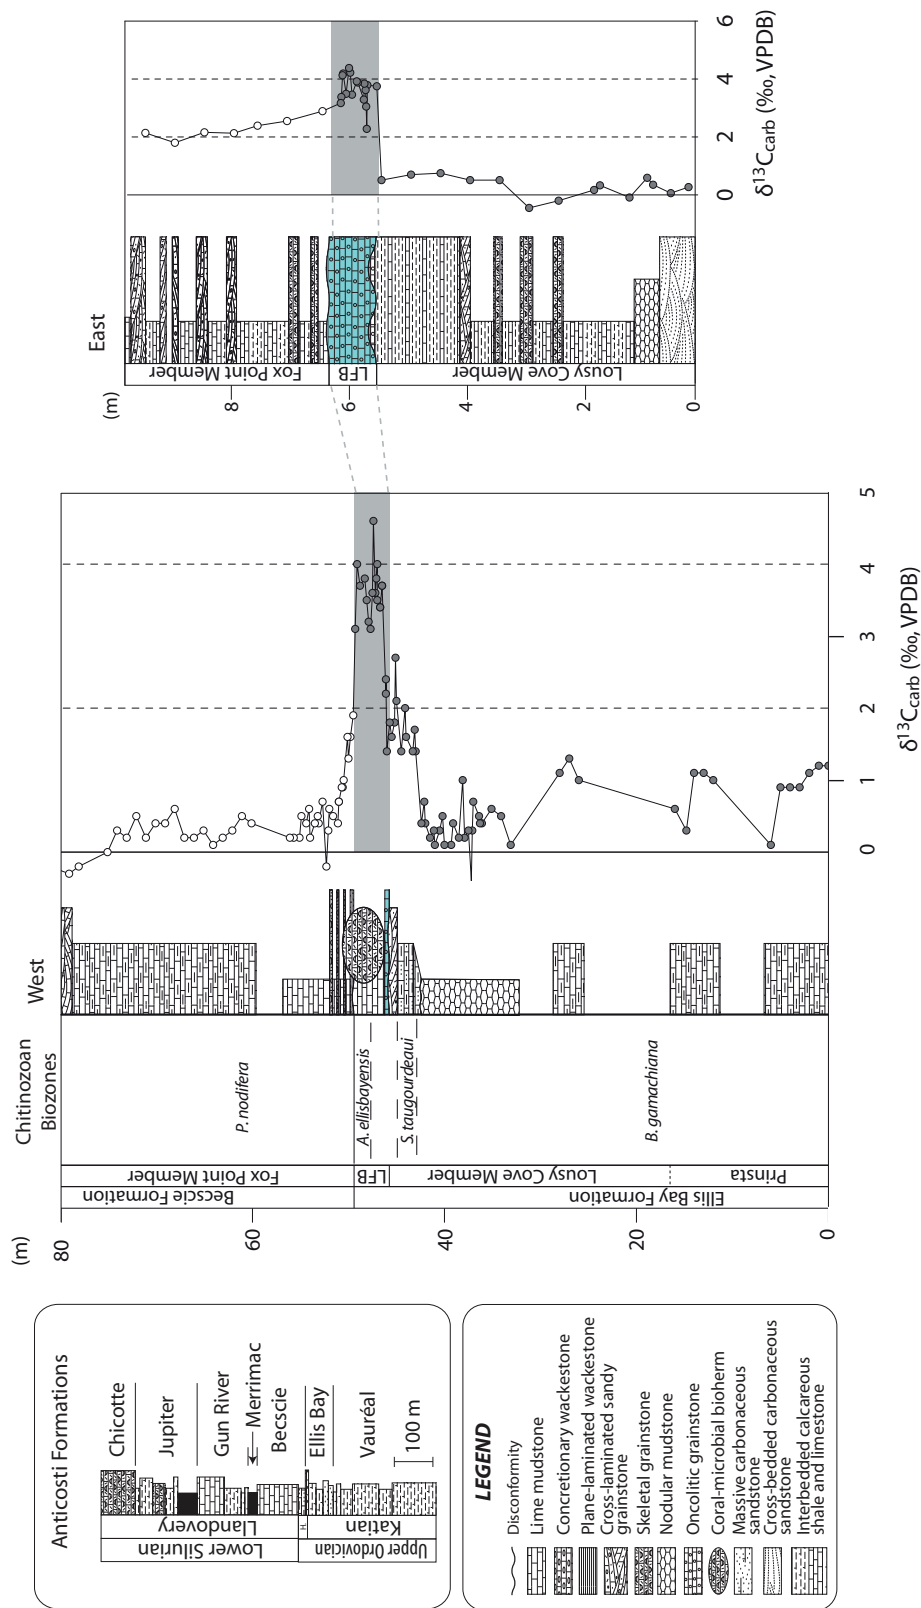 Anticosti Formations
Chicotte
Jupiter
Gun River
Merrimac
Becscie
Ellis Bay
Vauréal
100 m
Lower Silurian
Llandovery
Upper Ordovician
H.
Katian
LEGEND
Disconformity
Lime mudstone
Concretionary wackestone
Plane-laminated wackestone
Cross-laminated sandy
grainstone
Skeletal grainstone
Nodular mudstone
Oncolitic grainstone
Coral-microbial bioherm
Massive carbonaceous
sandstone
Cross-bedded carbonaceous
sandstone
Interbedded calcareous
shale and limestone
(m)
80
60
40
20
0
Becscie Formation
Ellis Bay Formation
Fox Point Member
LFB
Lousy Cove Member
Prinsta
Chitinozoan
Biozones
P. nodifera
A. ellisbayensis
S. taugourdeaui
B. gamachiana
West
0
1
2
3
4
5
δ13Ccarb (‰, VPDB)
East
(m)
8
6
4
2
0
Fox Point Member
LFB
Lousy Cove Member
0
2
4
6
δ13Ccarb (‰, VPDB)